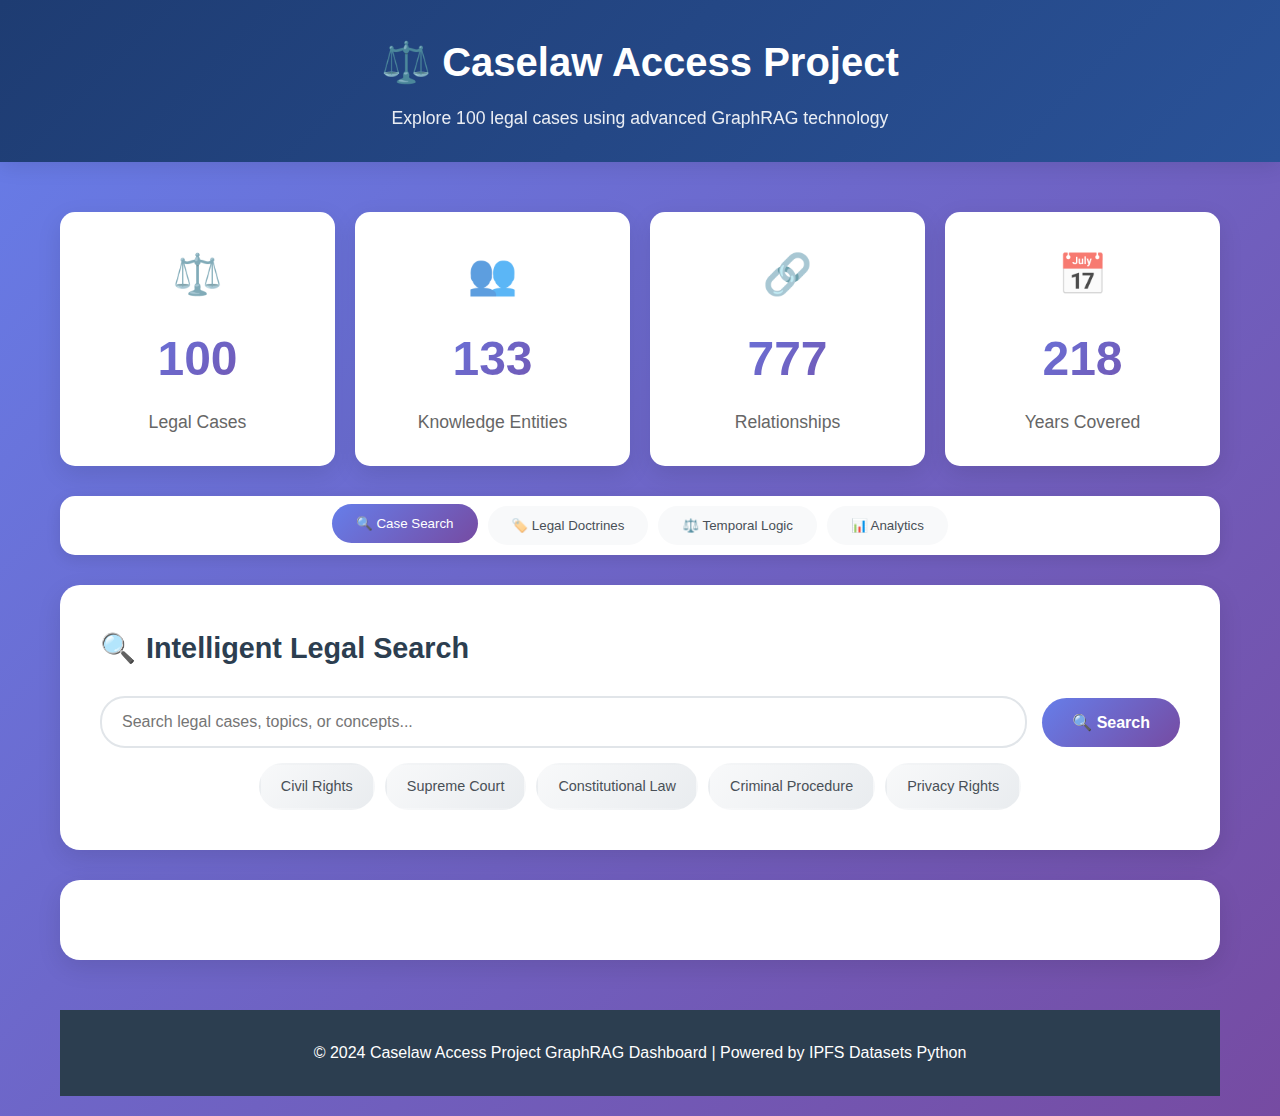 Caselaw Access Project
Explore 100 legal cases using advanced GraphRAG technology
July
100
133
777
218
Legal Cases
Knowledge Entities
Relationships
Years Covered
Case Search
Legal Doctrines
Temporal Logic
Analytics
Intelligent Legal Search
Search legal cases, topics, or concepts...
Search
Civil Rights
Supreme Court
Constitutional Law
Criminal Procedure
Privacy Rights
© 2024 Caselaw Access Project GraphRAG Dashboard | Powered by IPFS Datasets Python